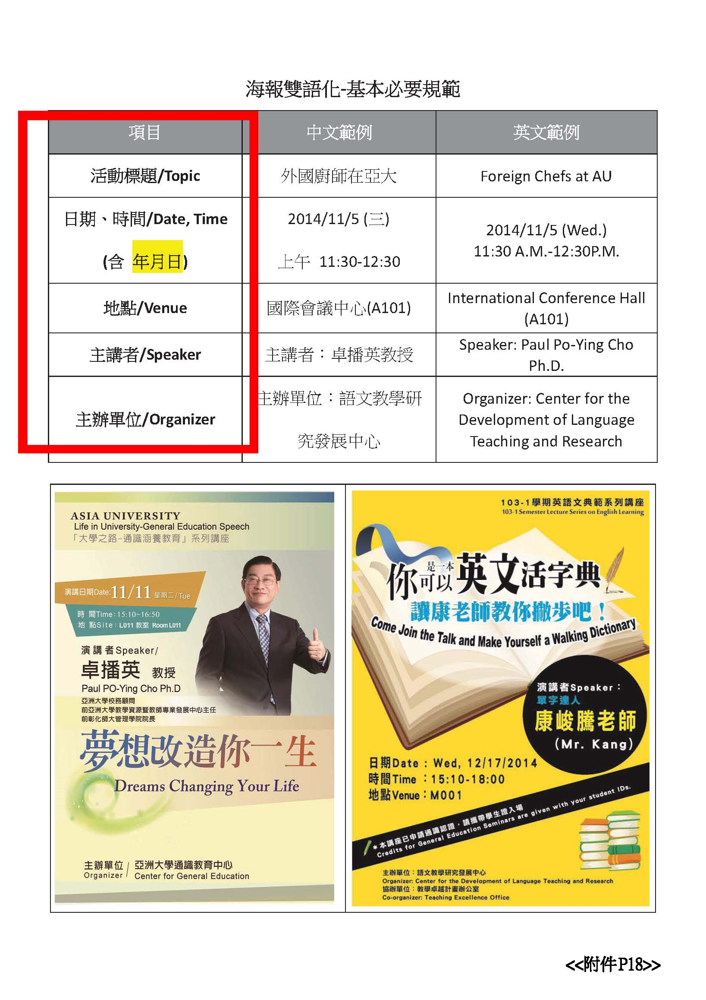 海報雙語化-基本必要規範
項目
中文範例
英文範例
活動標題/Topic
外國廚師在亞大
Foreign Chefs at AU
日期、時間/Date, Time
(含 年月日)
2014/11/5 (三)
上午 11:30-12:30
2014/11/5 (Wed.)
11:30 A.M.-12:30P.M.
地點/Venue
國際會議中心(A101)
International Conference Hall
(A101)
主講者/Speaker
主講者：卓播英教授
Speaker: Paul Po-Ying Cho
Ph.D.
主辦單位/Organizer
主辦單位：語文教學研
究發展中心
Organizer: Center for the
Development of Language
Teaching and Research
ASIA UNIVERSITY
Life in University-General Education Speech
「大學之路-通識涵養教育」系列講座
演講日期Date:11/11 星期二/Tue
時 間Time:15:10~16:50
地 點Site：L011 教室 Room L011
演講者Speaker/
卓播英 教授
Paul PO-Ying Cho Ph.D
亞洲大學校務顧問
前亞洲大學教學資源暨教師專業發展中心主任
前彰化師大管理學院院長
夢想改造你一生
Dreams Changing Your Life
主辦單位/亞洲大學通識教育中心
Organizer/Center for General Education
103-1學期英語文典範系列講座
103-1 Semester Lecture Series on English Learning
你可以是一本英文活字典
讓康老師教你撇步吧！
Come Join the Talk and Make Yourself a Walking Dictionary
演講者Speaker：
單字達人
康峻騰老師
(Mr. Kang)
日期Date : Wed, 12/17/2014
時間Time ：15:10-18:00
地點Venue：M001
*本講座已申請通識認證，請攜帶學生證入場
Credits for General Education Seminars are given with your student IDs.
主辦單位：語文教學研究發展中心
Organizer: Center for the Development of Language Teaching and Research
協辦單位：教學卓越計畫辦公室
Co-organizer: Teaching Excellence Office
<<附件P18>>